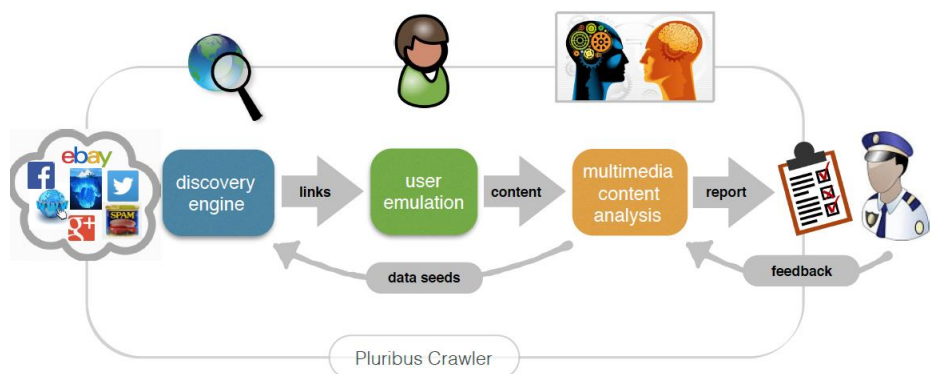 ebay
f
g+
SPAM
discovery
engine
links
user
emulation
content
multimedia
content
analysis
report
data seeds
feedback
Pluribus Crawler